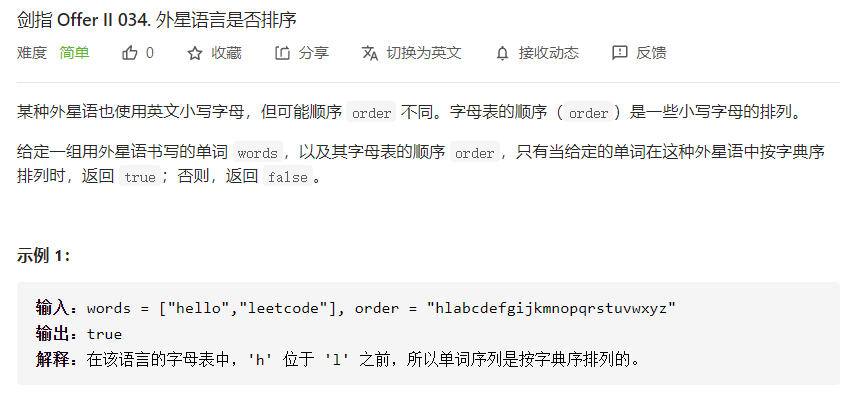 剑指 Offer II 034. 外星语言是否排序
难度 简单 0 收藏 分享 切换为英文 接收动态 反馈
某种外星语也使用英文小写字母，但可能顺序 order 不同。字母表的顺序（order）是一些小写字母的排列。
给定一组用外星语书写的单词 words，以及其字母表的顺序 order，只有当给定的单词在这种外星语中按字典序
排列时，返回 true；否则，返回 false。
示例 1：
输入：words = ["hello","leetcode"], order = "hlabcdefgijkmnopqrstuvwxyz"
输出：true
解释：在该语言的字母表中，'h' 位于 'l' 之前，所以单词序列是按字典序排列的。